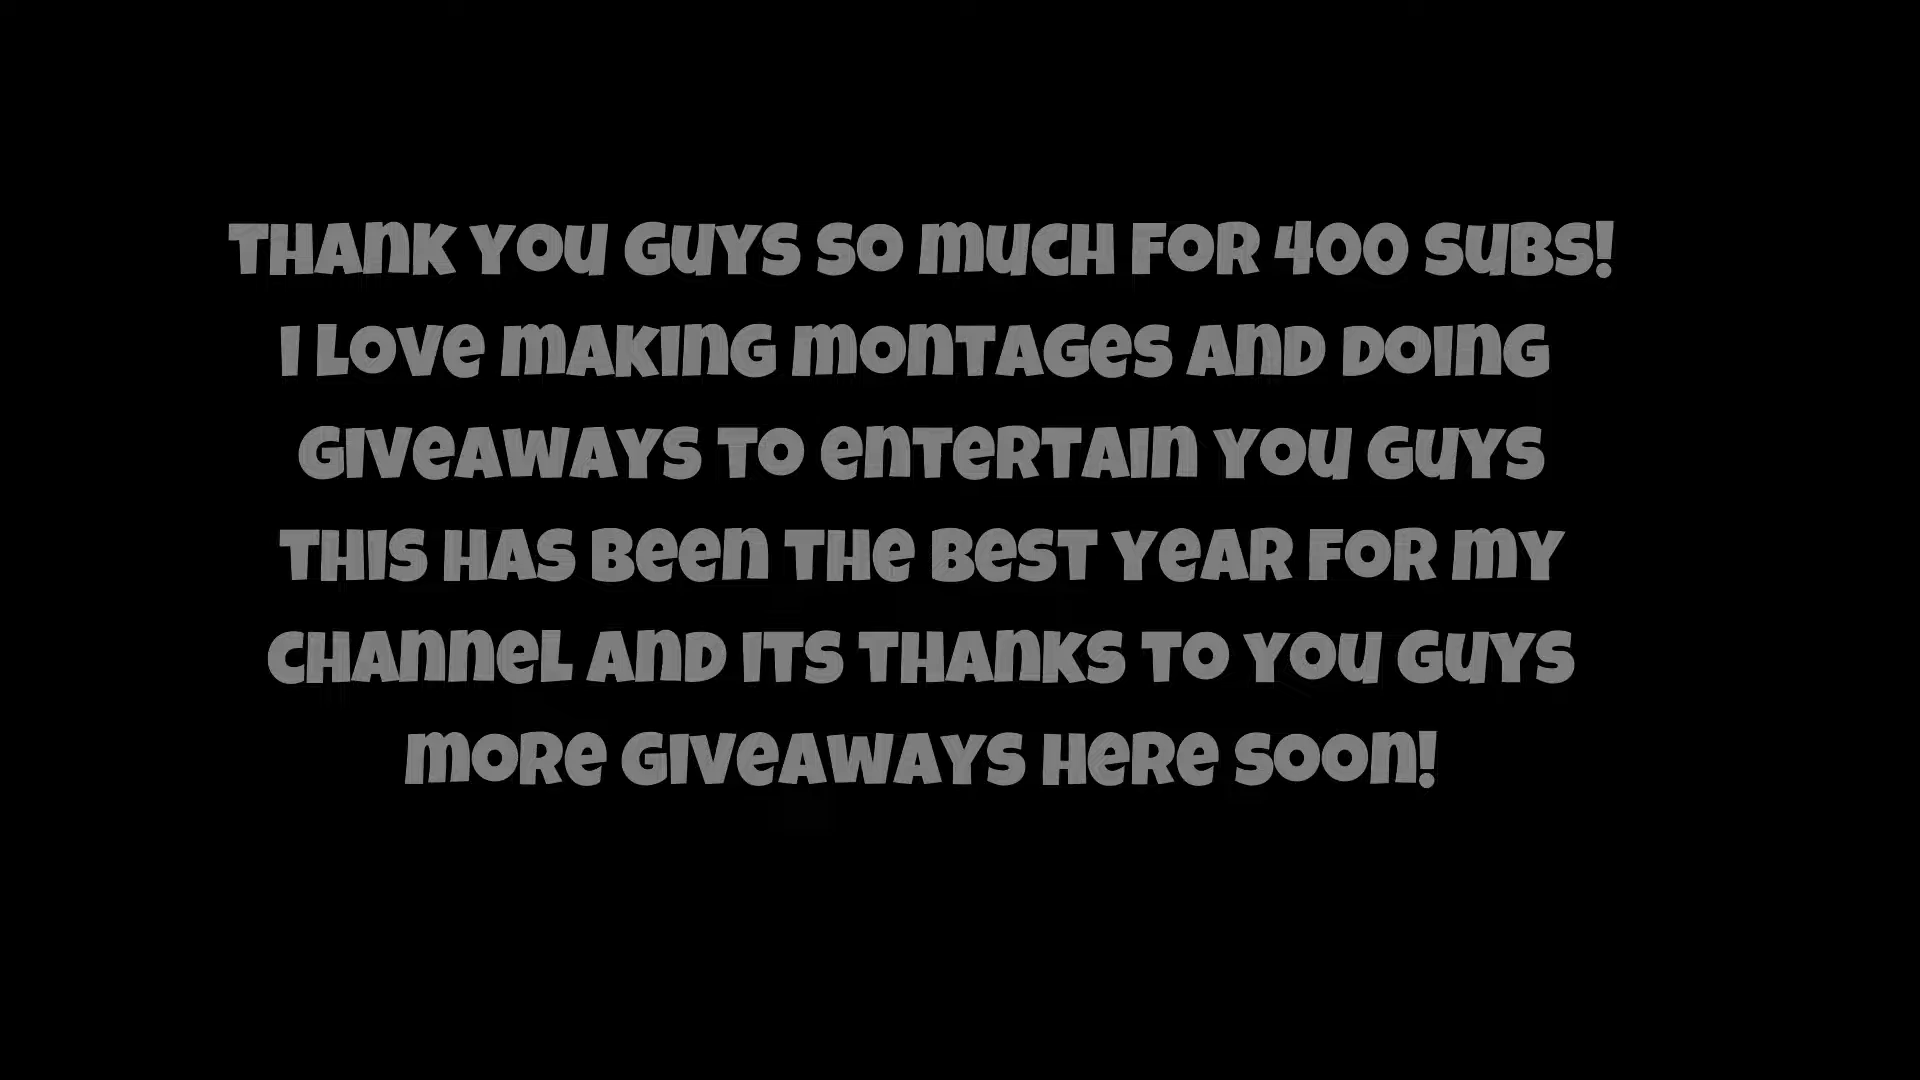 THANK YOU GUYS SO MUCH FOR 400 SUBS!
I LOVE MAKING MONTAGES AND DOING
GIVEAWAYS TO ENTERTAIN YOU GUYS
THIS HAS BEEN THE BEST YEAR FOR MY
CHANNEL AND ITS THANKS TO YOU GUYS
MORE GIVEAWAYS HERE SOON!